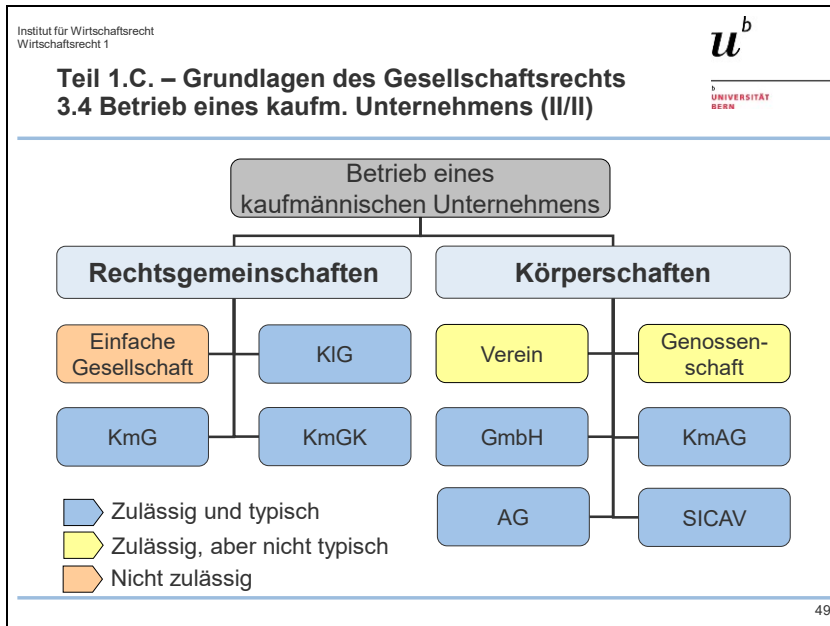 Institut für Wirtschaftsrecht
Wirtschaftsrecht 1
u^b
b
UNIVERSITÄT
BERN
Teil 1.C. – Grundlagen des Gesellschaftsrechts
3.4 Betrieb eines kaufm. Unternehmens (II/II)
Betrieb eines
kaufmännischen Unternehmens
Rechtsgemeinschaften
Körperschaften
Einfache
Gesellschaft
KlG
Verein
Genossen-
schaft
KmG
KmGK
GmbH
KmAG
AG
SICAV
Zulässig und typisch
Zulässig, aber nicht typisch
Nicht zulässig
49